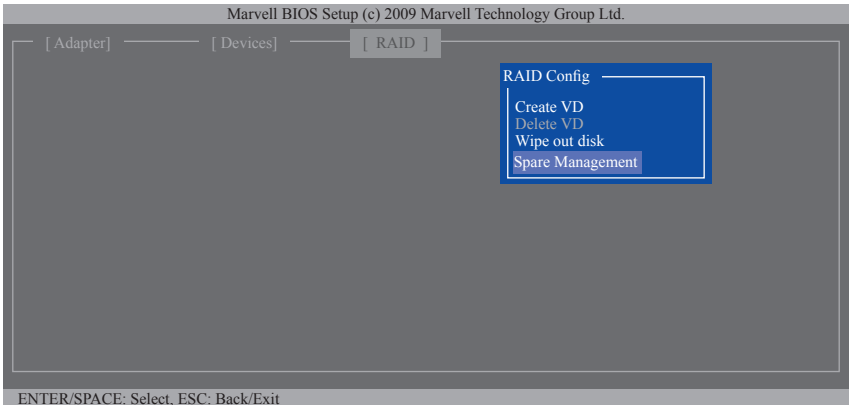 Marvell BIOS Setup (c) 2009 Marvell Technology Group Ltd.
[ Adapter] [ Devices] [ RAID ]
RAID Config
Create VD
Delete VD
Wipe out disk
Spare Management
ENTER/SPACE: Select, ESC: Back/Exit